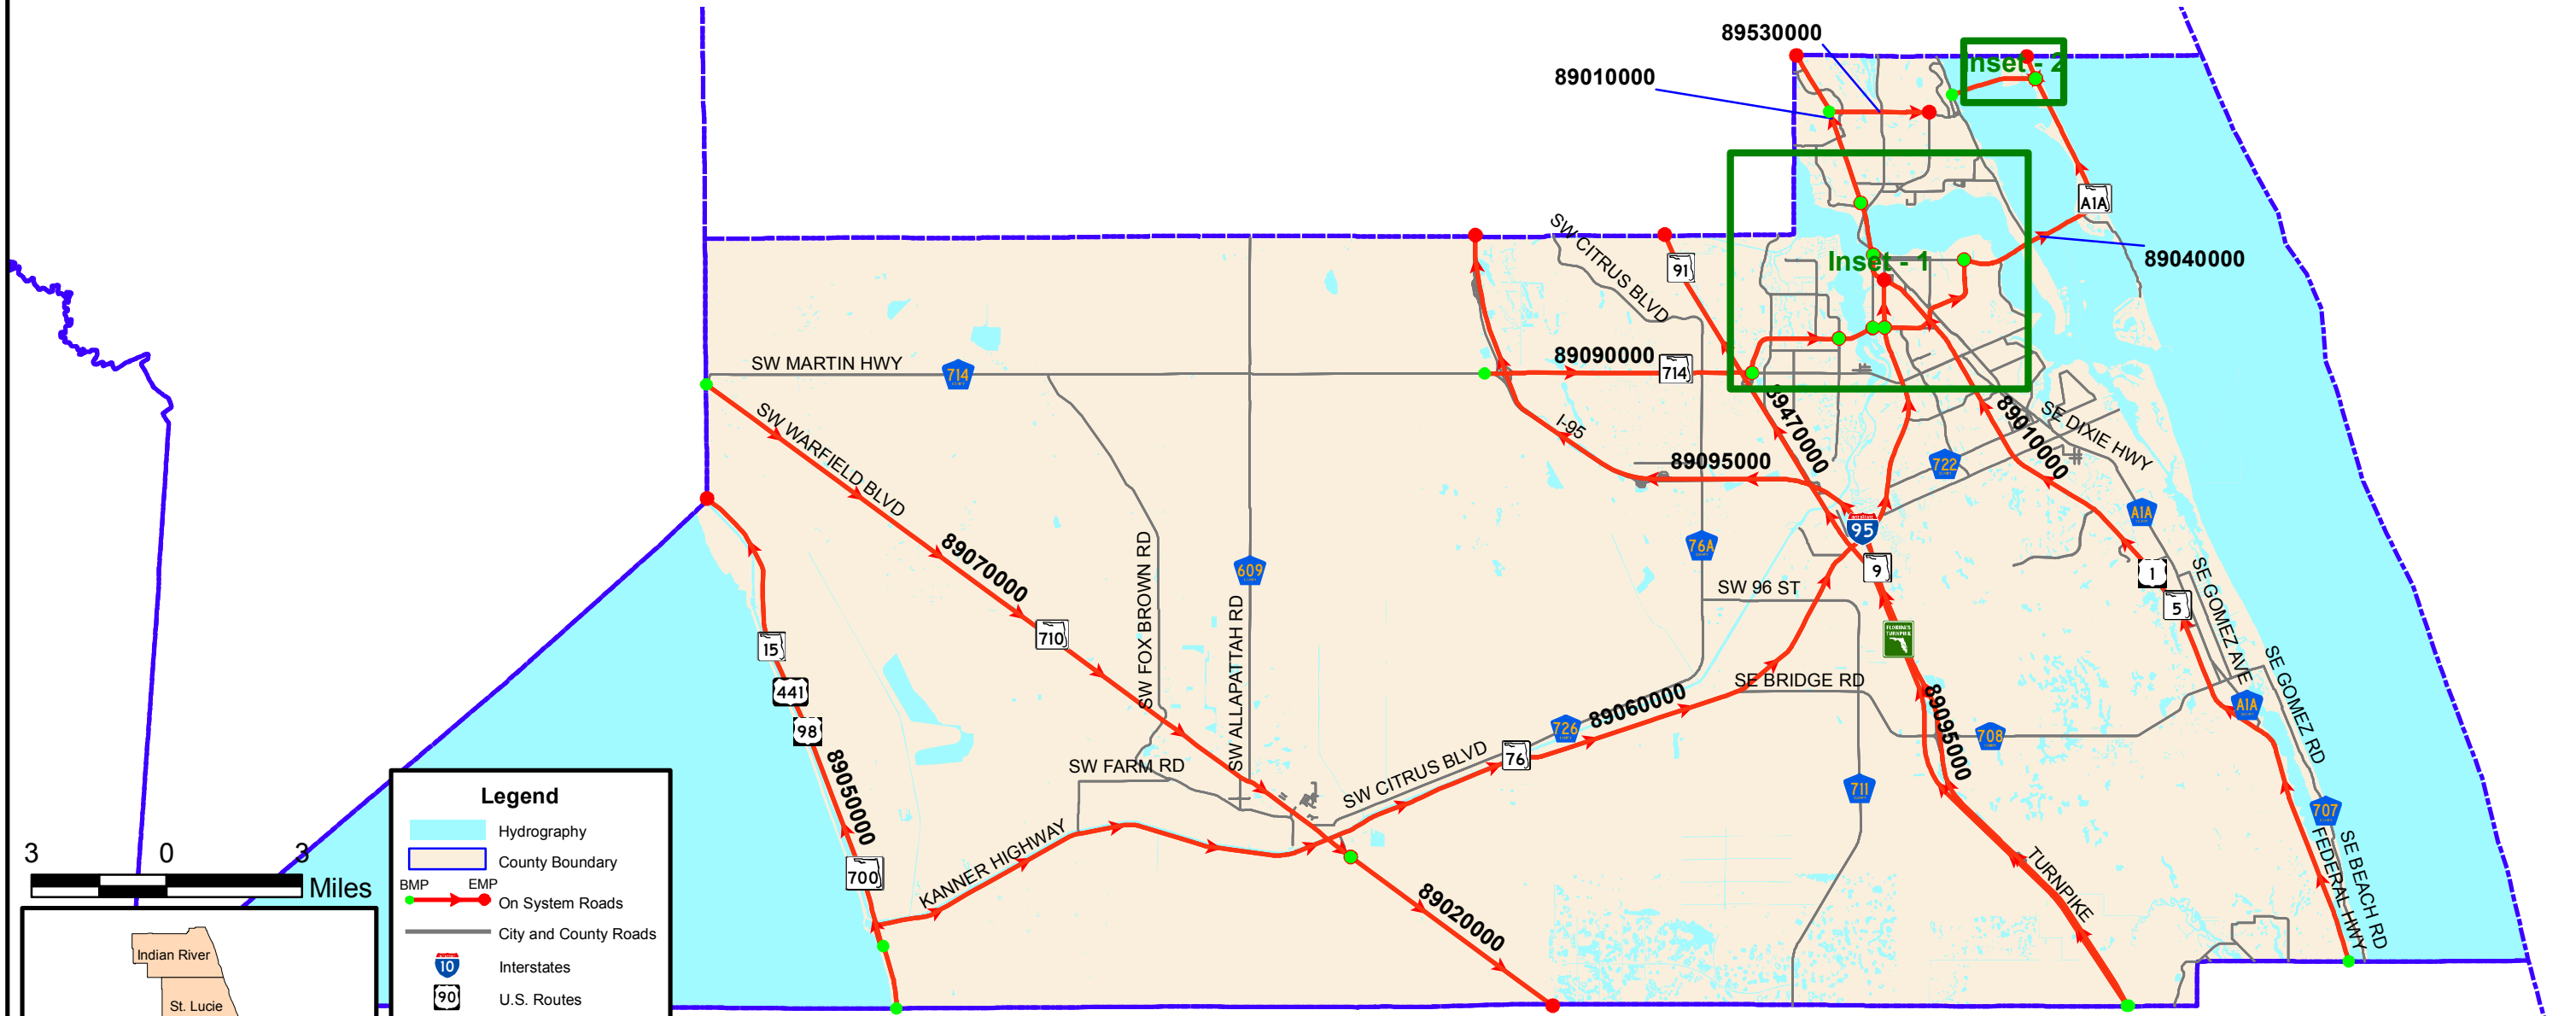 89530000
89010000
Inset - 2
A1A
SW CITRUS BLVD
91
Inset - 1
89040000
SW MARTIN HWY
714
89090000
714
SW WARFIELD BLVD
I-95
89470000
89010000
SE DIXIE HWY
89095000
722
A1A
95
76A
89070000
SW FOX BROWN RD
609
9
1
SW 96 ST
5
SE GOMEZ AVE
710
15
SW ALLAPATTAH RD
441
98
SE BRIDGE RD
SE GOMEZ RD
89060000
726
A1A
89095000
708
76
SW CITRUS BLVD
SW FARM RD
89050000
711
707
KANNER HIGHWAY
700
TURNPIKE
FEDERAL HWY
SE BEACH RD
89020000
FLORIDA'S
TURNPIKE
3 0 3
Miles
Indian River
St. Lucie
Legend
Hydrography
County Boundary
BMP EMP
On System Roads
City and County Roads
10
Interstates
90
U.S. Routes